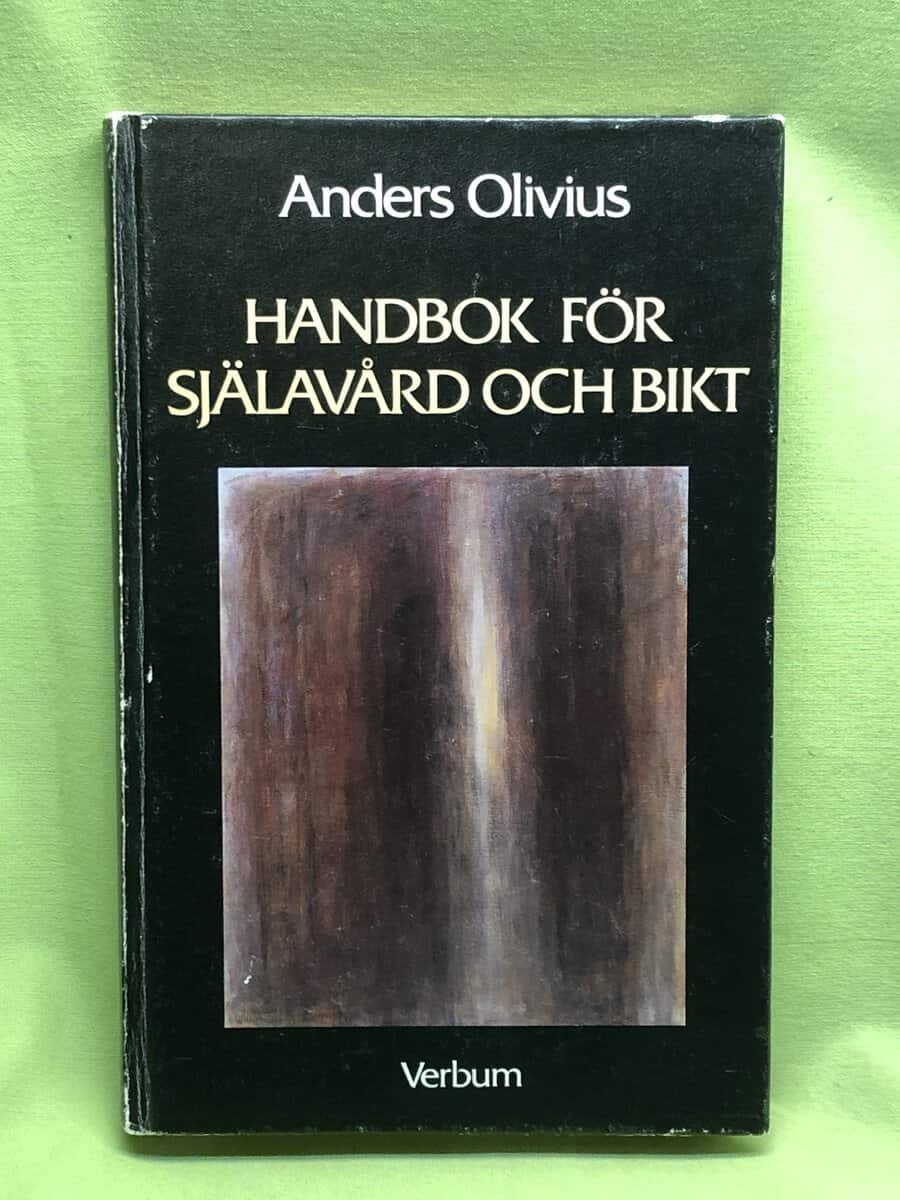 Anders Olivius
HANDBOK FÖR
SJÄLAVÅRD OCH BIKT
Verbum